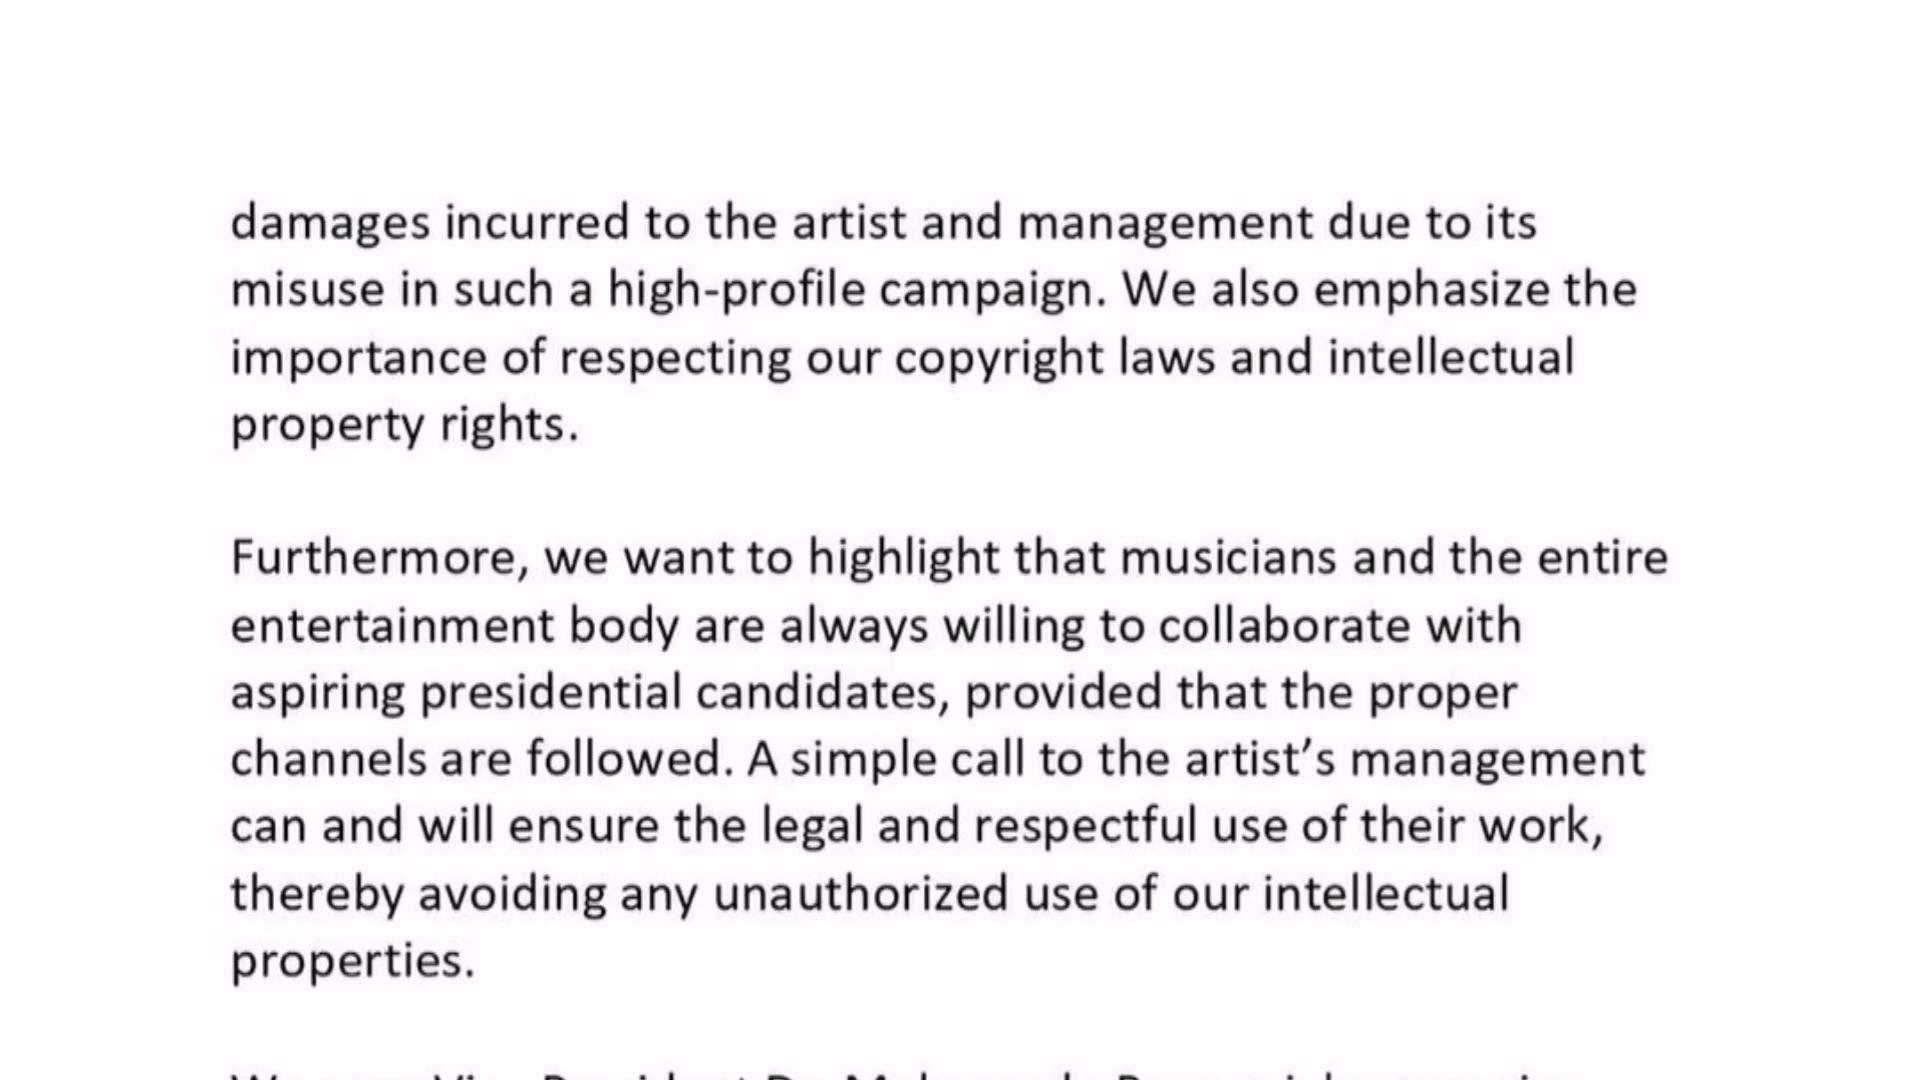 damages incurred to the artist and management due to its
misuse in such a high-profile campaign. We also emphasize the
importance of respecting our copyright laws and intellectual
property rights.
Furthermore, we want to highlight that musicians and the entire
entertainment body are always willing to collaborate with
aspiring presidential candidates, provided that the proper
channels are followed. A simple call to the artist’s management
can and will ensure the legal and respectful use of their work,
thereby avoiding any unauthorized use of our intellectual
properties.